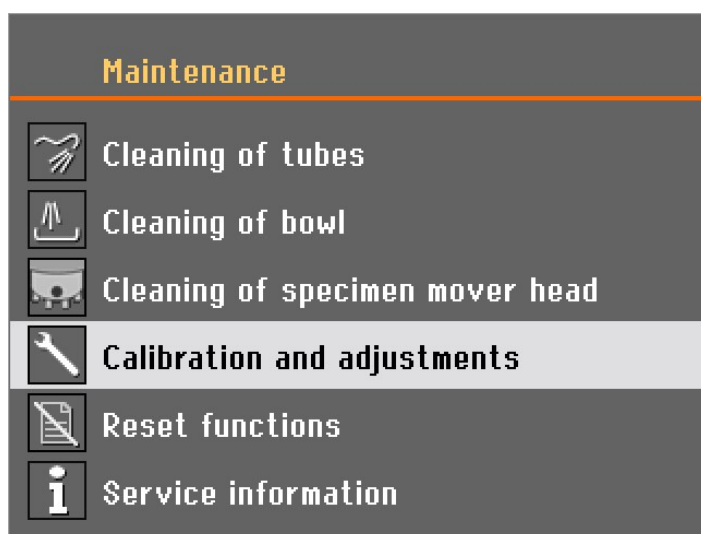 Maintenance
Cleaning of tubes
Cleaning of bowl
Cleaning of specimen mover head
Calibration and adjustments
Reset functions
Service information